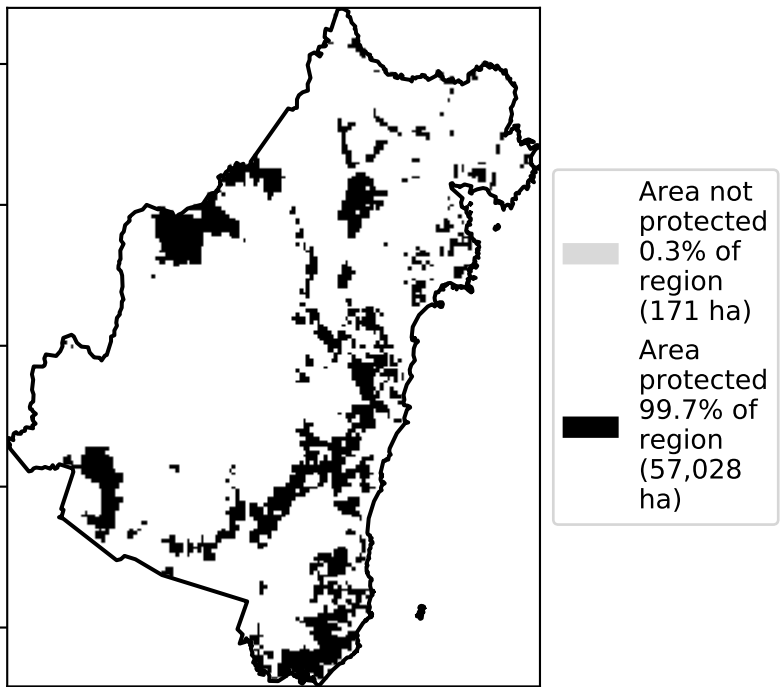 Area not
protected
0.3% of
region
(171 ha)
Area
protected
99.7% of
region
(57,028
ha)